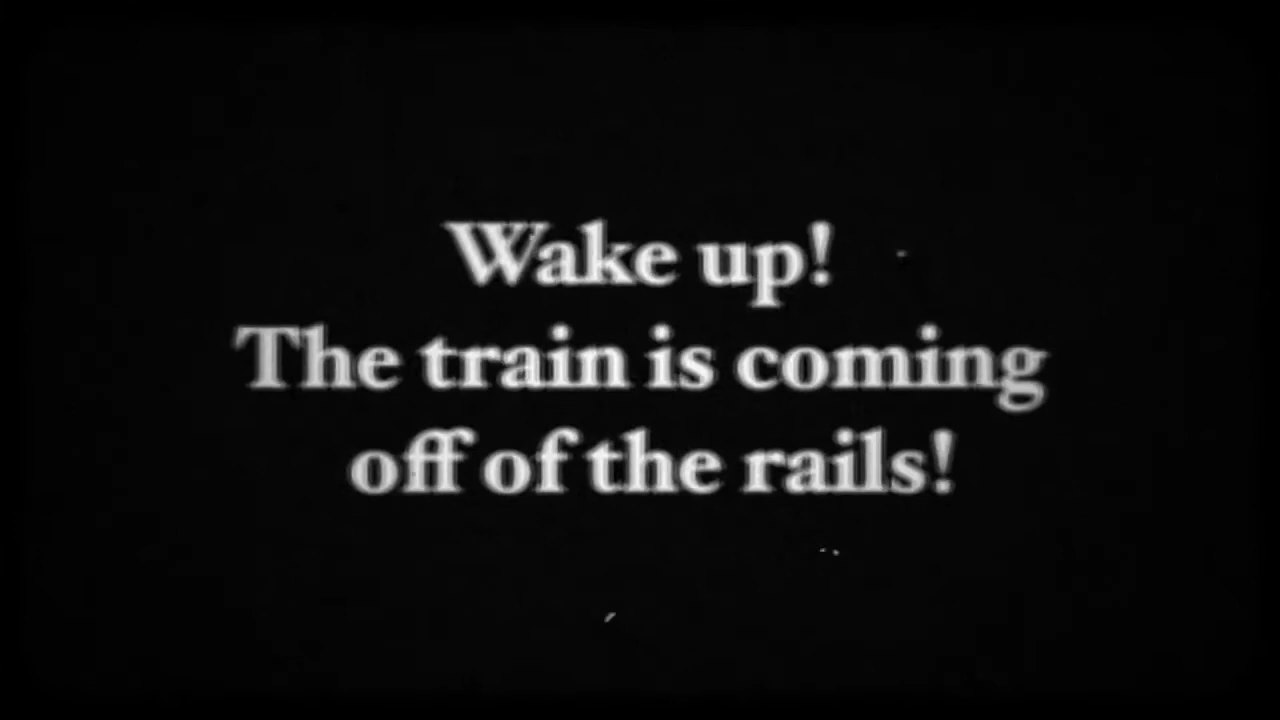 Wake up!
The train is coming
off of the rails!